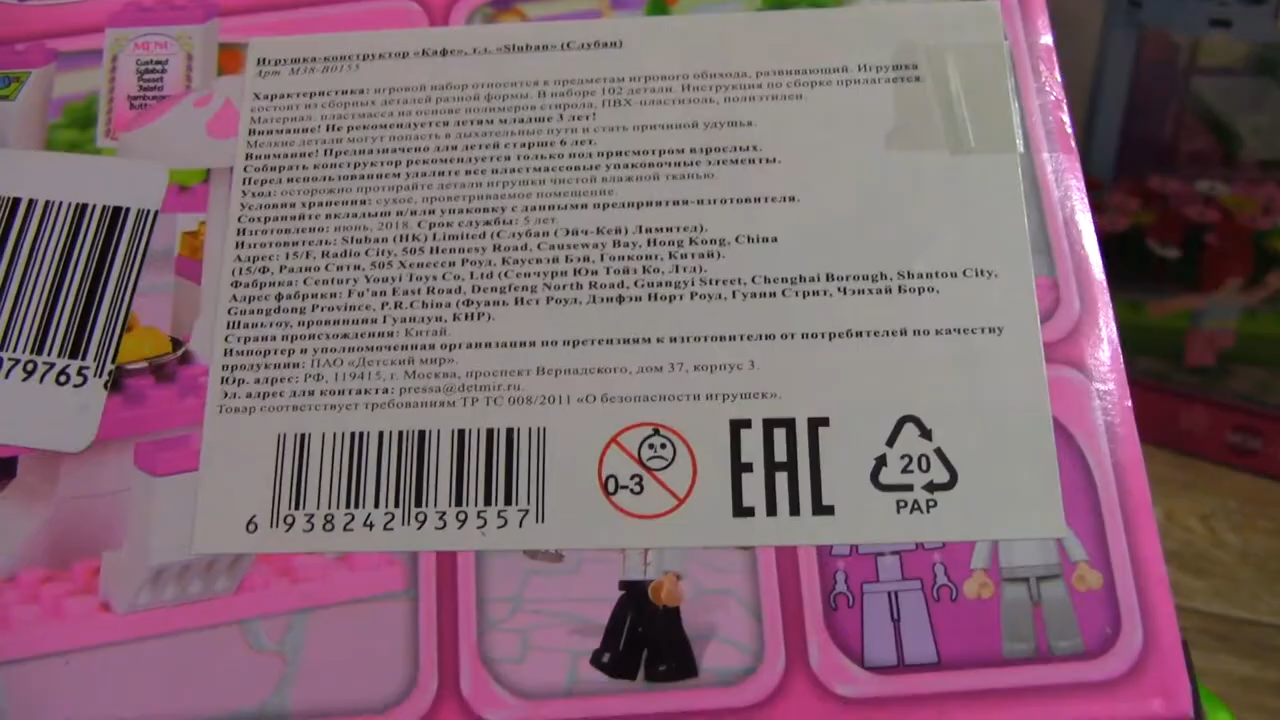 MENU
Custard
Syllabub
Posset
Falafel
hamburger
Игрушка-конструктор «Кафе», т.з. «Sluban» (Слубан)
Арт. M38-B0155
Характеристика: игровой набор относится к предметам игрового обихода, развивающий. Игрушка
состоит из сборных деталей разной формы. В наборе 102 детали. Инструкция по сборке прилагается.
Материал: пластмасса на основе полимеров стирола, ПВХ-пластизоль, полиэтилен.
Внимание! Не рекомендуется детям младше 3 лет!
Мелкие детали могут попасть в дыхательные пути и стать причиной удушья.
Внимание! Предназначено для детей старше 6 лет.
Собирать конструктор рекомендуется только под присмотром взрослых.
Перед использованием удалите все пластмассовые упаковочные элементы.
Уход: осторожно протирайте детали игрушки чистой влажной тканью.
Условия хранения: сухое, проветриваемое помещение.
Сохраняйте вкладыш и/или упаковку с данными предприятия-изготовителя.
Изготовлено: июнь, 2018. Срок службы: 5 лет.
Изготовитель: Sluban (HK) Limited (Слубан (Эйч-Кей) Лимитед).
Адрес: 15/F, Radio City, 505 Hennesy Road, Causeway Bay, Hong Kong, China
(15/Ф, Радио Сити, 505 Хенесси Роуд, Каусвэй Бэй, Гонконг, Китай).
Фабрика: Century Youyi Toys Co, Ltd (Сенчури Юи Тойз Ко, Лтд).
Адрес фабрики: Fu'an East Road, Dengfeng North Road, Guangyi Street, Chenghai Borough, Shantou City,
Guangdong Province, P.R.China (Фуань Ист Роуд, Дэнфэн Норт Роуд, Гуани Стрит, Чэнхай Боро,
Шаньтоу, провинция Гуандун, КНР).
Страна происхождения: Китай.
Импортер и уполномоченная организация по претензиям к изготовителю от потребителей по качеству
продукции: ПАО «Детский мир».
Юр. адрес: РФ, 119415, г. Москва, проспект Вернадского, дом 37, корпус 3.
Эл. адрес для контакта: pressa@detmir.ru.
Товар соответствует требованиям ТР ТС 008/2011 «О безопасности игрушек».
79765
6 938242 939557
0-3
EAC
20
PAP